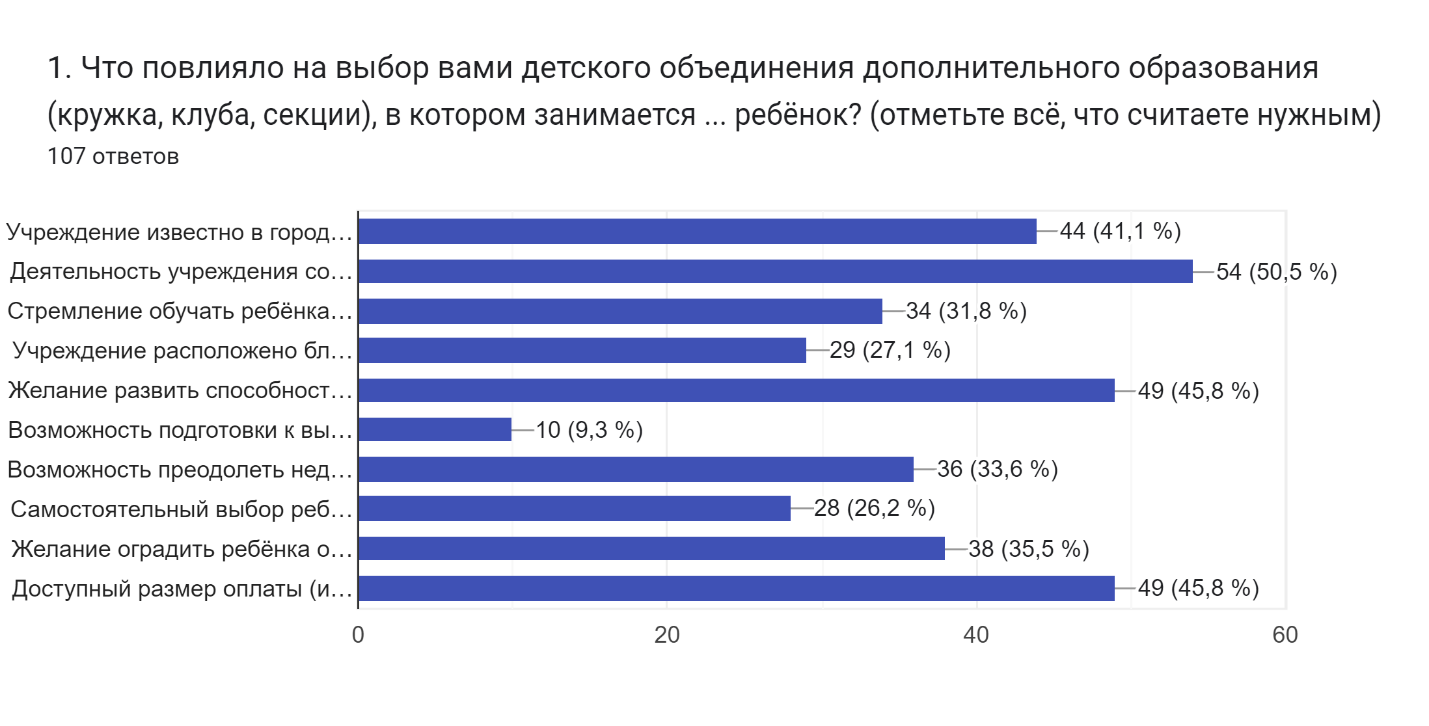 1. Что повлияло на выбор вами детского объединения дополнительного образования
(кружка, клуба, секции), в котором занимается ... ребёнок? (отметьте всё, что считаете нужным)
107 ответов
Учреждение известно в город… 44 (41,1 %)
Деятельность учреждения со… 54 (50,5 %)
Стремление обучать ребёнка… 34 (31,8 %)
Учреждение расположено бл… 29 (27,1 %)
Желание развить способност… 49 (45,8 %)
Возможность подготовки к вы… 10 (9,3 %)
Возможность преодолеть нед… 36 (33,6 %)
Самостоятельный выбор реб… 28 (26,2 %)
Желание оградить ребёнка о… 38 (35,5 %)
Доступный размер оплаты (и… 49 (45,8 %)
0 20 40 60